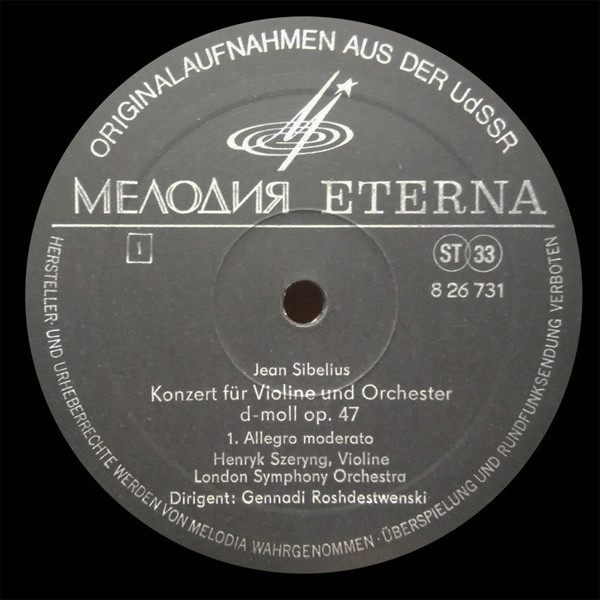 ORIGINALAUFNAHMEN AUS DER UdSSR
МЕЛОДИЯ ETERNA
1
ST 33
8 26 731
Jean Sibelius
Konzert für Violine und Orchester
d-moll op. 47
1. Allegro moderato
Henryk Szeryng, Violine
London Symphony Orchestra
Dirigent: Gennadi Roshdestwenski
HERSTELLER- UND URHEBERRECHTE WERDEN VON MELODIA WAHRGENOMMEN · ÜBERSPIELUNG UND RUNDFUNKSENDUNG VERBOTEN